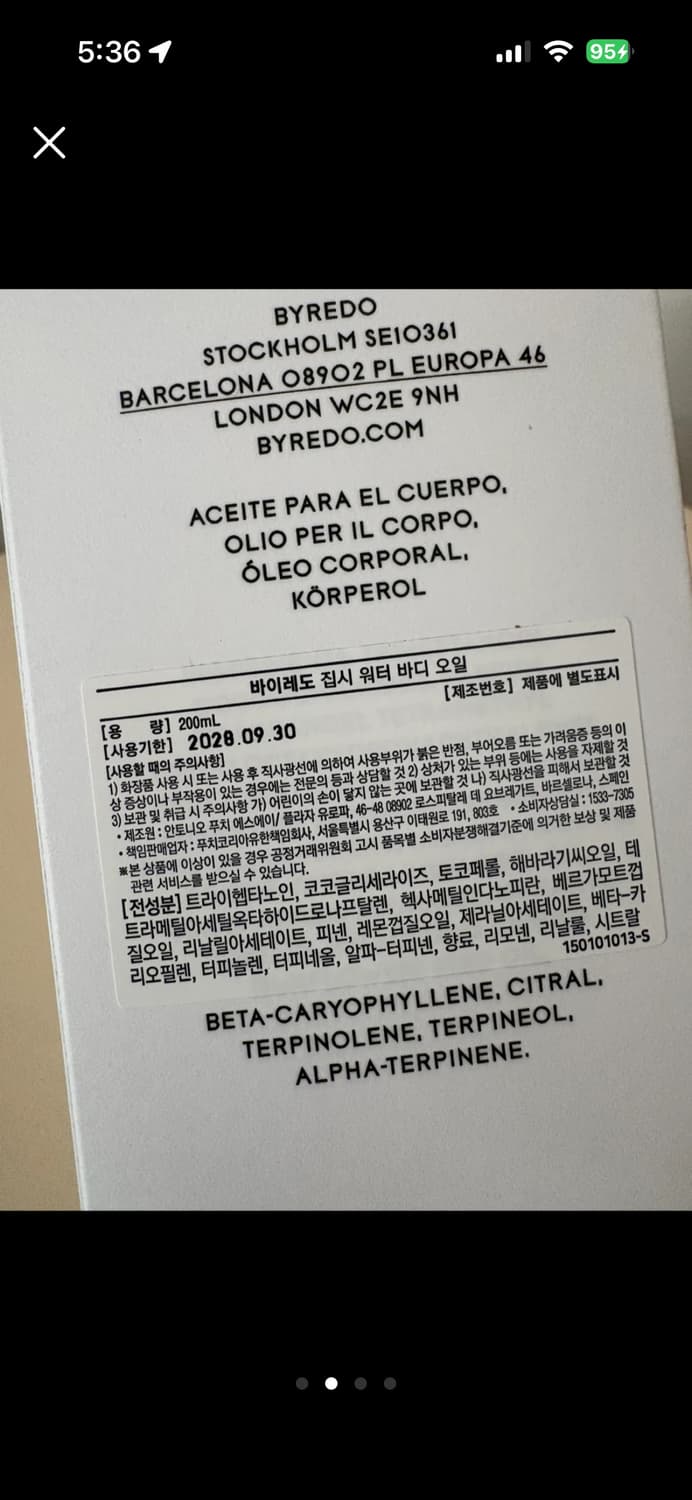 5:36
95
BYREDO
STOCKHOLM SE10361
BARCELONA 08902 PL EUROPA 46
LONDON WC2E 9NH
BYREDO.COM
ACEITE PARA EL CUERPO,
OLIO PER IL CORPO,
ÓLEO CORPORAL,
KÖRPEROL
바이레도 집시 워터 바디 오일
[용 량] 200mL [제조번호] 제품에 별도표시
[사용기한] 2028.09.30
[사용할 때의 주의사항]
1) 화장품 사용 시 또는 사용 후 직사광선에 의하여 사용부위가 붉은 반점, 부어오름 또는 가려움증 등의 이
상 증상이나 부작용이 있는 경우에는 전문의 등과 상담할 것 2) 상처가 있는 부위 등에는 사용을 자제할 것
3) 보관 및 취급 시 주의사항 가) 어린이의 손이 닿지 않는 곳에 보관할 것 나) 직사광선을 피해서 보관할 것
• 제조원 : 안토니오 푸치 에스에이/ 플라자 유로파, 46-48 08902 로스피탈레 데 요브레가트, 바르셀로나, 스페인
• 책임판매업자 : 푸치코리아유한책임회사, 서울특별시 용산구 이태원로 191, 803호 • 소비자상담실 : 1533-7305
※본 상품에 이상이 있을 경우 공정거래위원회 고시 품목별 소비자분쟁해결기준에 의거한 보상 및 제품
관련 서비스를 받으실 수 있습니다.
[전성분] 트라이헵타노인, 코코글리세라이즈, 토코페롤, 해바라기씨오일, 테
트라메틸아세틸옥타하이드로나프탈렌, 헥사메틸인다노피란, 베르가모트껍
질오일, 리날릴아세테이트, 피넨, 레몬껍질오일, 제라닐아세테이트, 베타-카
리오필렌, 터피놀렌, 터피네올, 알파-터피넨, 향료, 리모넨, 리날룰, 시트랄
150101013-S
BETA-CARYOPHYLLENE, CITRAL,
TERPINOLENE, TERPINEOL,
ALPHA-TERPINENE.